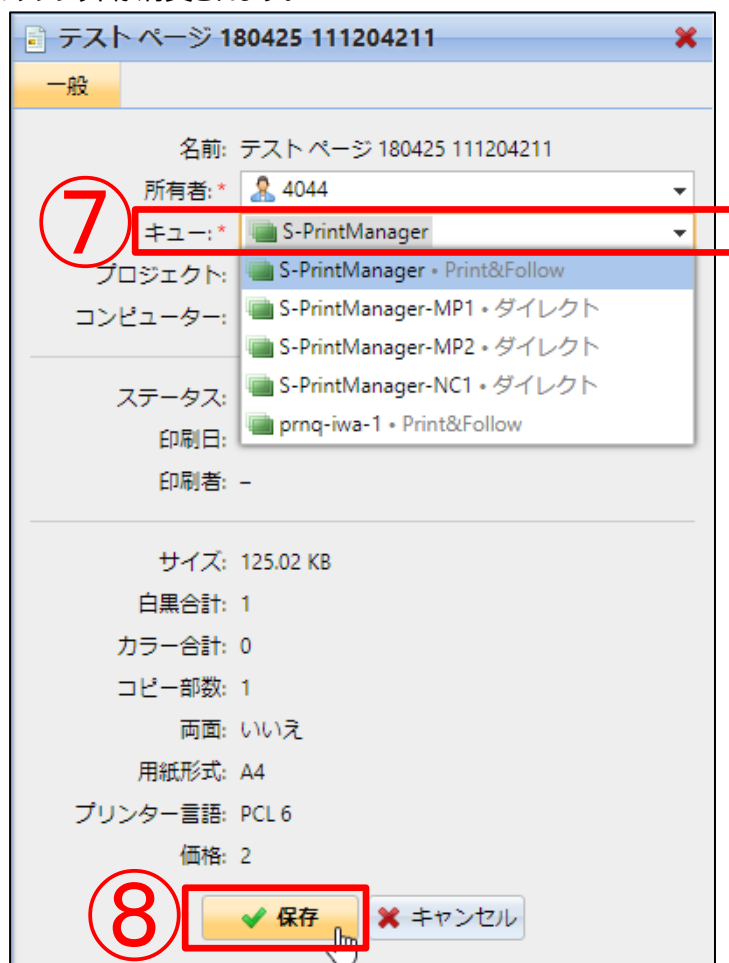 テスト ページ 180425 111204211
一般
名前: テスト ページ 180425 111204211
所有者:* 4044
⑦
キュー:* S-PrintManager
プロジェクト:
S-PrintManager • Print&Follow
コンピューター:
S-PrintManager-MP1 • ダイレクト
S-PrintManager-MP2 • ダイレクト
ステータス:
S-PrintManager-NC1 • ダイレクト
印刷日:
prnq-iwa-1 • Print&Follow
印刷者: –
サイズ: 125.02 KB
白黒合計: 1
カラー合計: 0
コピー部数: 1
両面: いいえ
用紙形式: A4
プリンター言語: PCL 6
価格: 2
⑧
保存 キャンセル